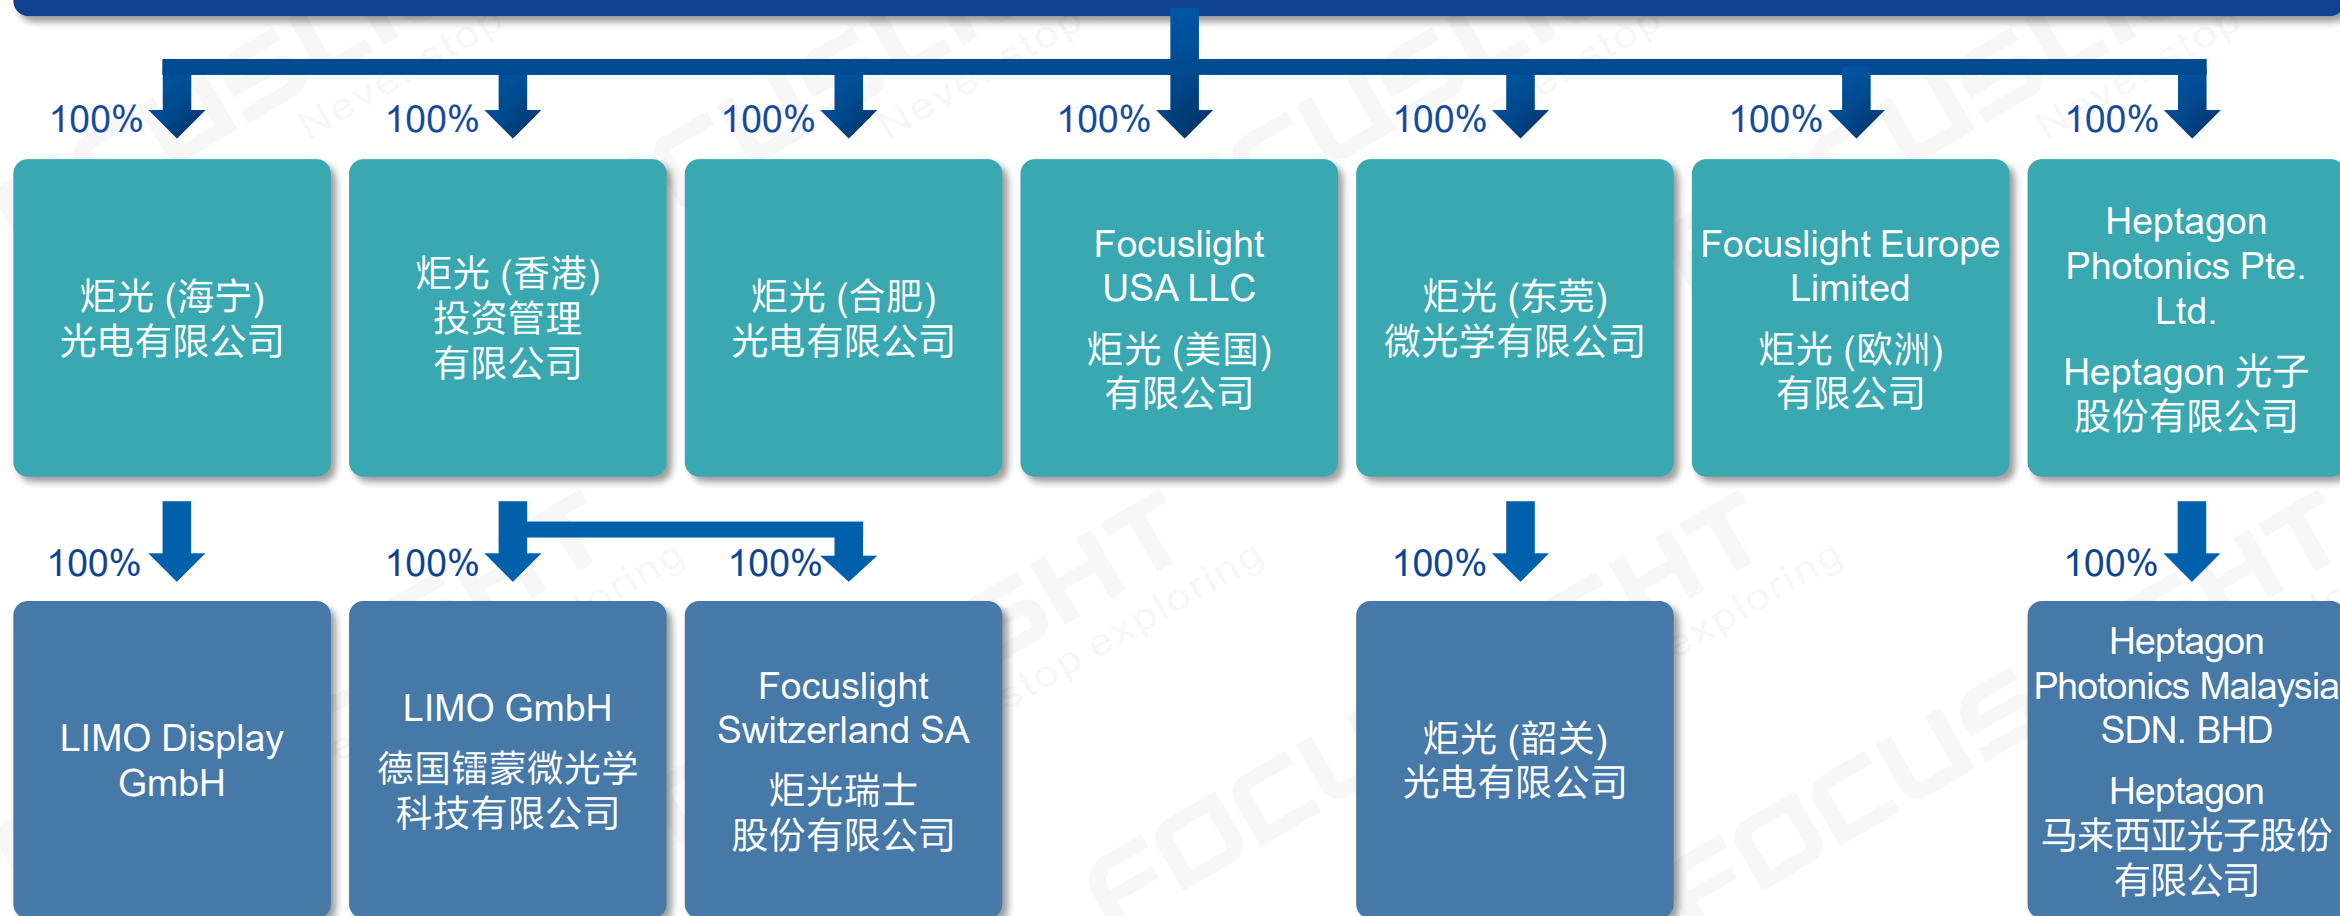 100%
100%
100%
100%
100%
100%
100%
炬光 (海宁)
光电有限公司
炬光 (香港)
投资管理
有限公司
炬光 (合肥)
光电有限公司
Focuslight
USA LLC
炬光 (美国)
有限公司
炬光 (东莞)
微光学有限公司
Focuslight Europe
Limited
炬光 (欧洲)
有限公司
Heptagon
Photonics Pte.
Ltd.
Heptagon 光子
股份有限公司
100%
100%
100%
100%
100%
LIMO Display
GmbH
LIMO GmbH
德国镭蒙微光学
科技有限公司
Focuslight
Switzerland SA
炬光瑞士
股份有限公司
炬光 (韶关)
光电有限公司
Heptagon
Photonics Malaysia
SDN. BHD
Heptagon
马来西亚光子股份
有限公司